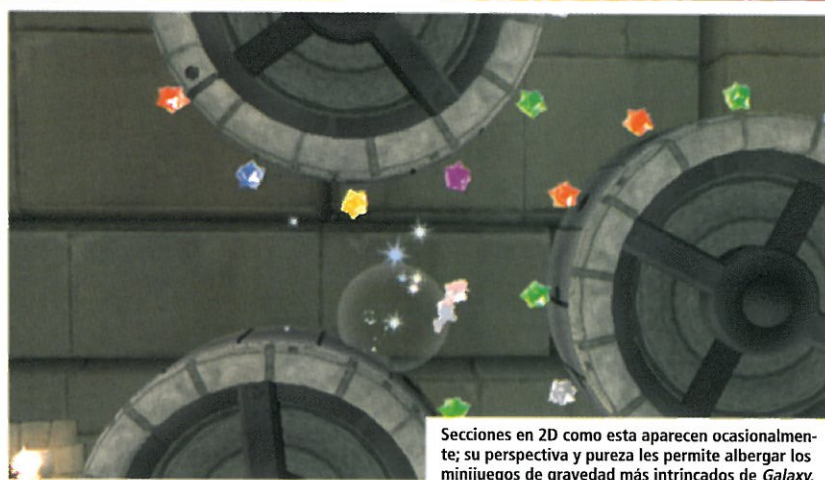 Secciones en 2D como esta aparecen ocasionalmen-
te; su perspectiva y pureza les permite albergar los
minijuegos de gravedad más intrincados de Galaxy.